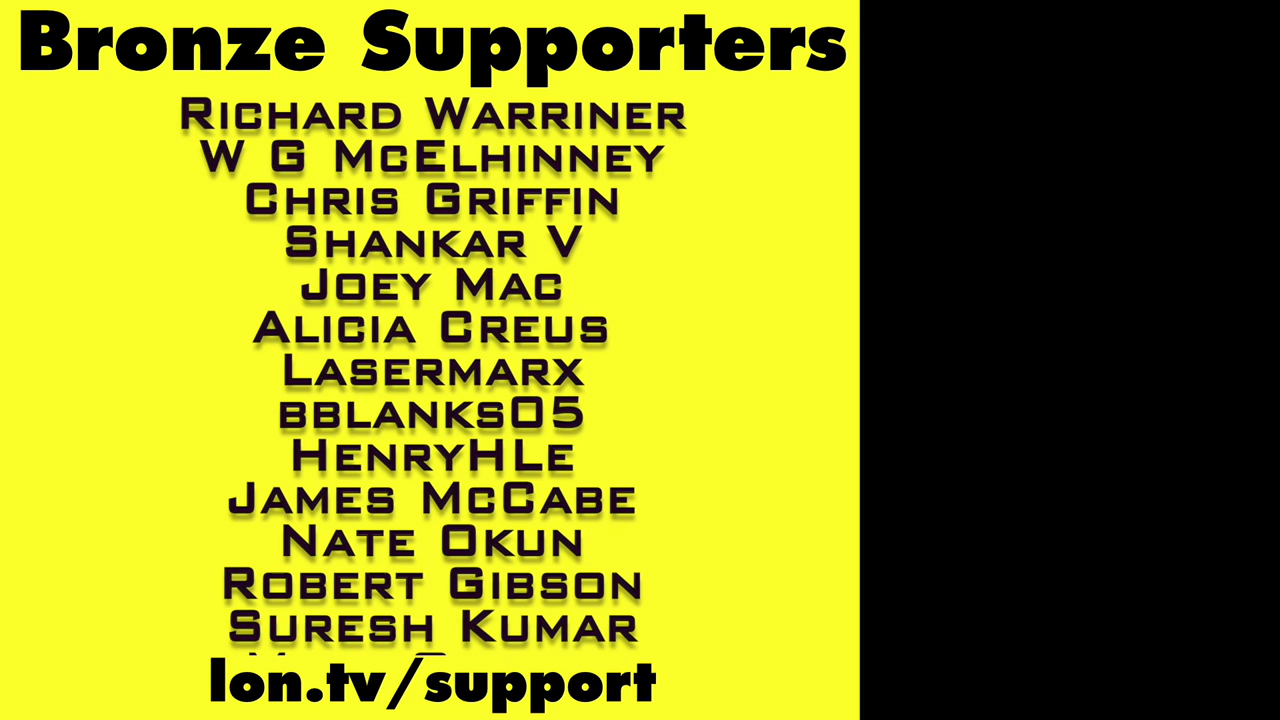 Bronze Supporters
Richard Warriner
W G McElhinney
Chris Griffin
Shankar V
Joey Mac
Alicia Creus
Lasermarx
bblanks05
HenryHLe
James McCabe
Nate Okun
Robert Gibson
Suresh Kumar
lon.tv/support